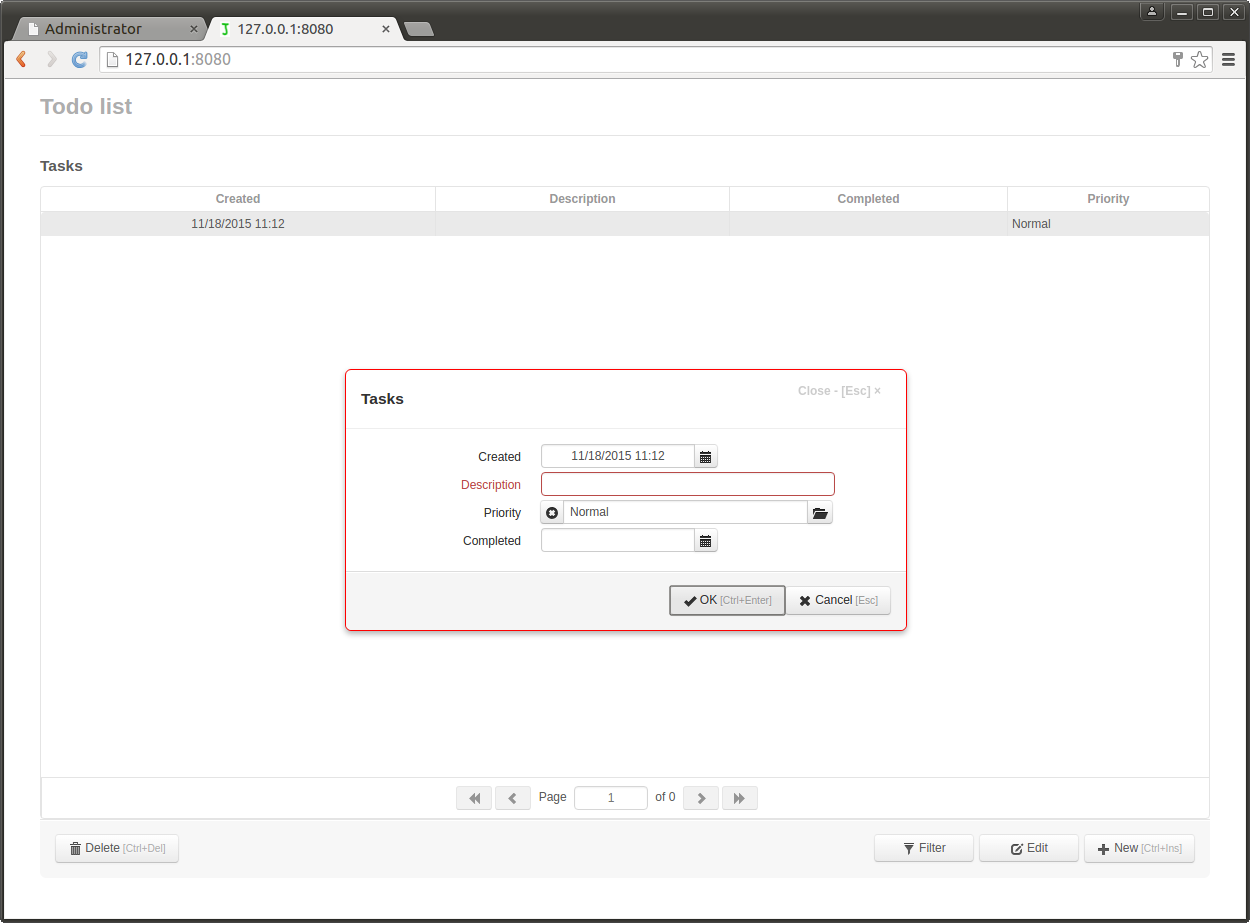 Administrator × 127.0.0.1:8080 ×
127.0.0.1:8080
Todo list
Tasks
Created Description Completed Priority
11/18/2015 11:12 Normal
Tasks Close - [Esc] ×
Created 11/18/2015 11:12
Description
Priority Normal
Completed
OK [Ctrl+Enter] Cancel [Esc]
Page 1 of 0
Delete [Ctrl+Del] Filter Edit New [Ctrl+Ins]